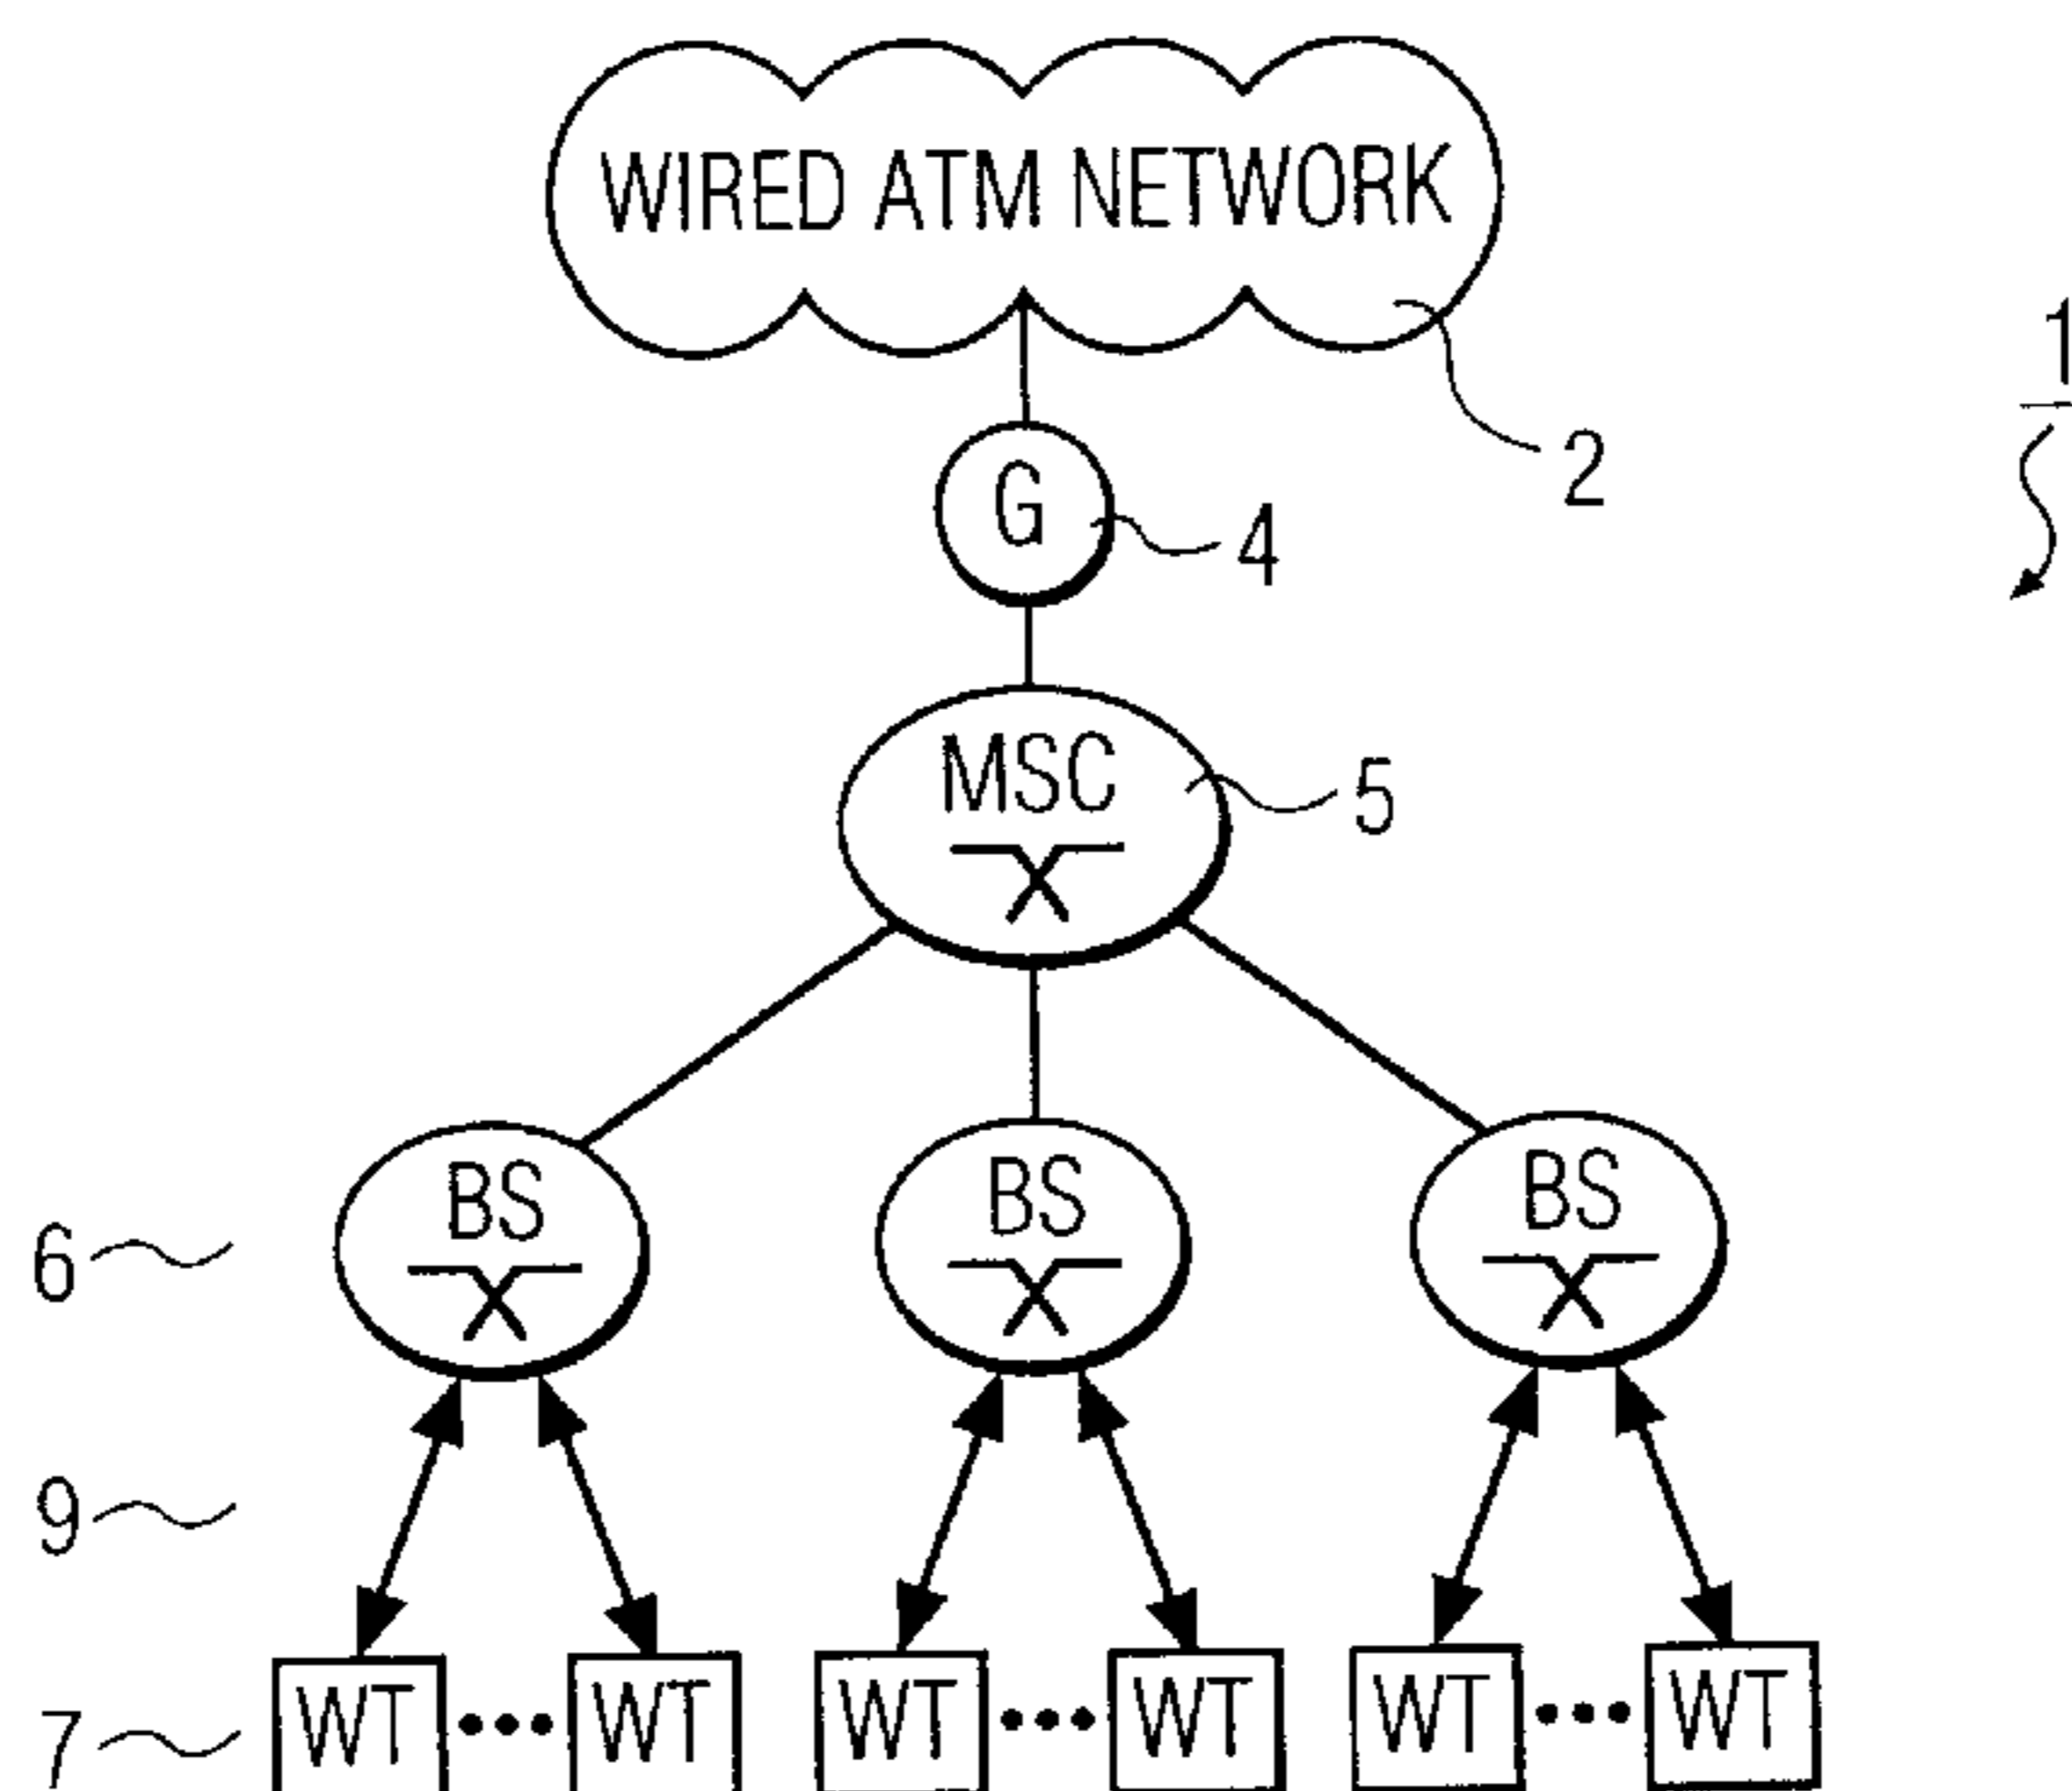 WIRED ATM NETWORK
1
2
G
4
MSC
5
X
BS BS BS
6
X X X
9
WT ••• WT WT ••• WT WT ••• WT
7